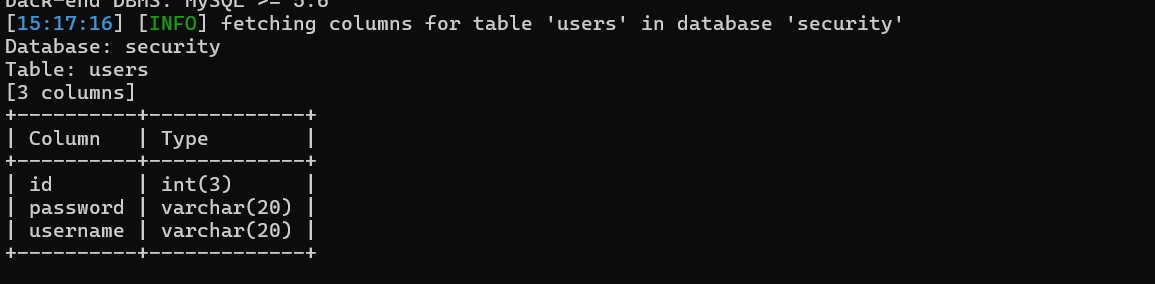 back-end DBMS: MySQL >= 5.6
[15:17:16] [INFO] fetching columns for table 'users' in database 'security'
Database: security
Table: users
[3 columns]
+----------+-------------+
| Column   | Type        |
+----------+-------------+
| id       | int(3)      |
| password | varchar(20) |
| username | varchar(20) |
+----------+-------------+